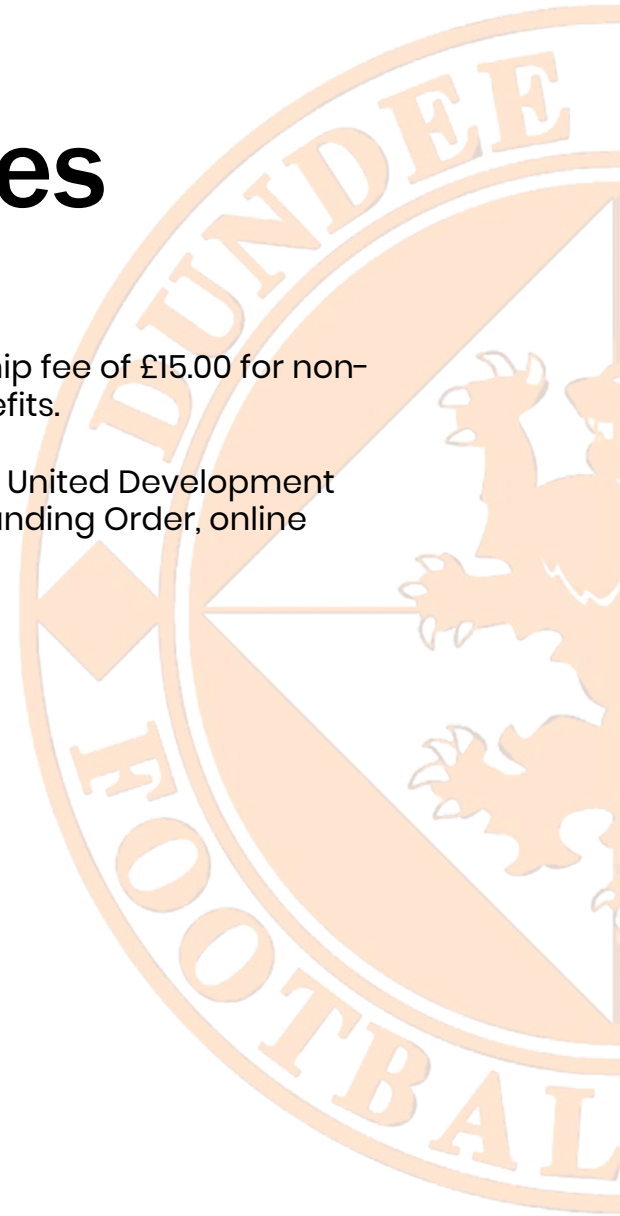 es
ip fee of £15.00 for non-
efits.
United Development
nding Order, online
DUNDEE
FOOTBAL